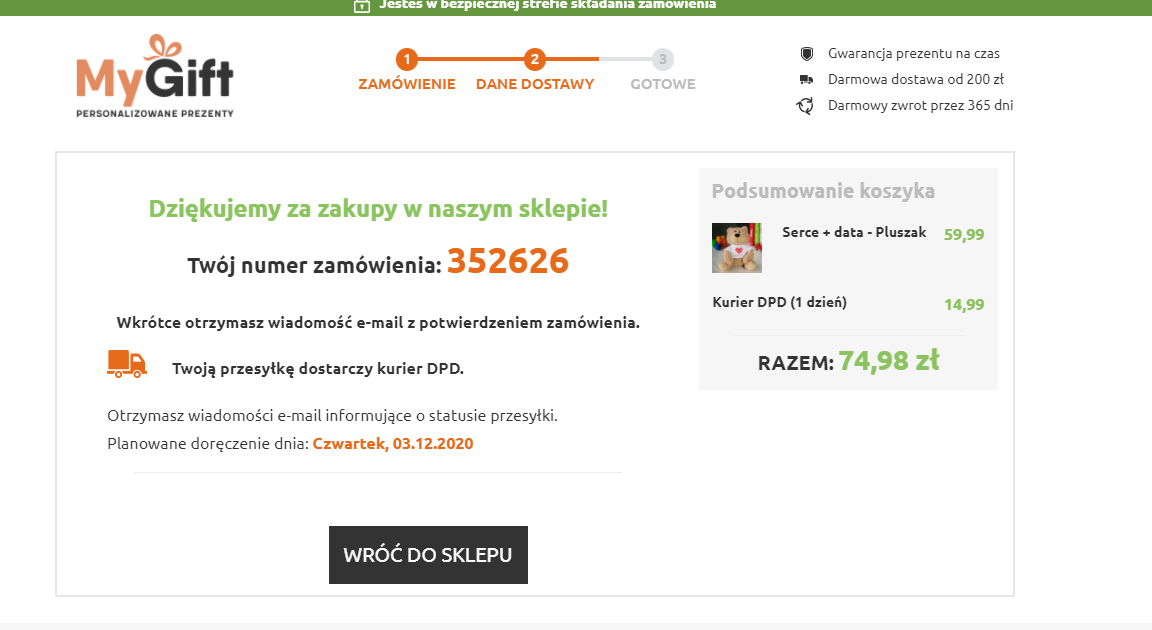 Jesteś w bezpiecznej strefie składania zamówienia
MyGift
PERSONALIZOWANE PREZENTY
1
2
3
ZAMÓWIENIE
DANE DOSTAWY
GOTOWE
Gwarancja prezentu na czas
Darmowa dostawa od 200 zł
Darmowy zwrot przez 365 dni
Dziękujemy za zakupy w naszym sklepie!
Twój numer zamówienia: 352626
Wkrótce otrzymasz wiadomość e-mail z potwierdzeniem zamówienia.
Twoją przesyłkę dostarczy kurier DPD.
Otrzymasz wiadomości e-mail informujące o statusie przesyłki.
Planowane doręczenie dnia: Czwartek, 03.12.2020
WRÓĆ DO SKLEPU
Podsumowanie koszyka
Serce + data - Pluszak 59,99
Kurier DPD (1 dzień) 14,99
RAZEM: 74,98 zł